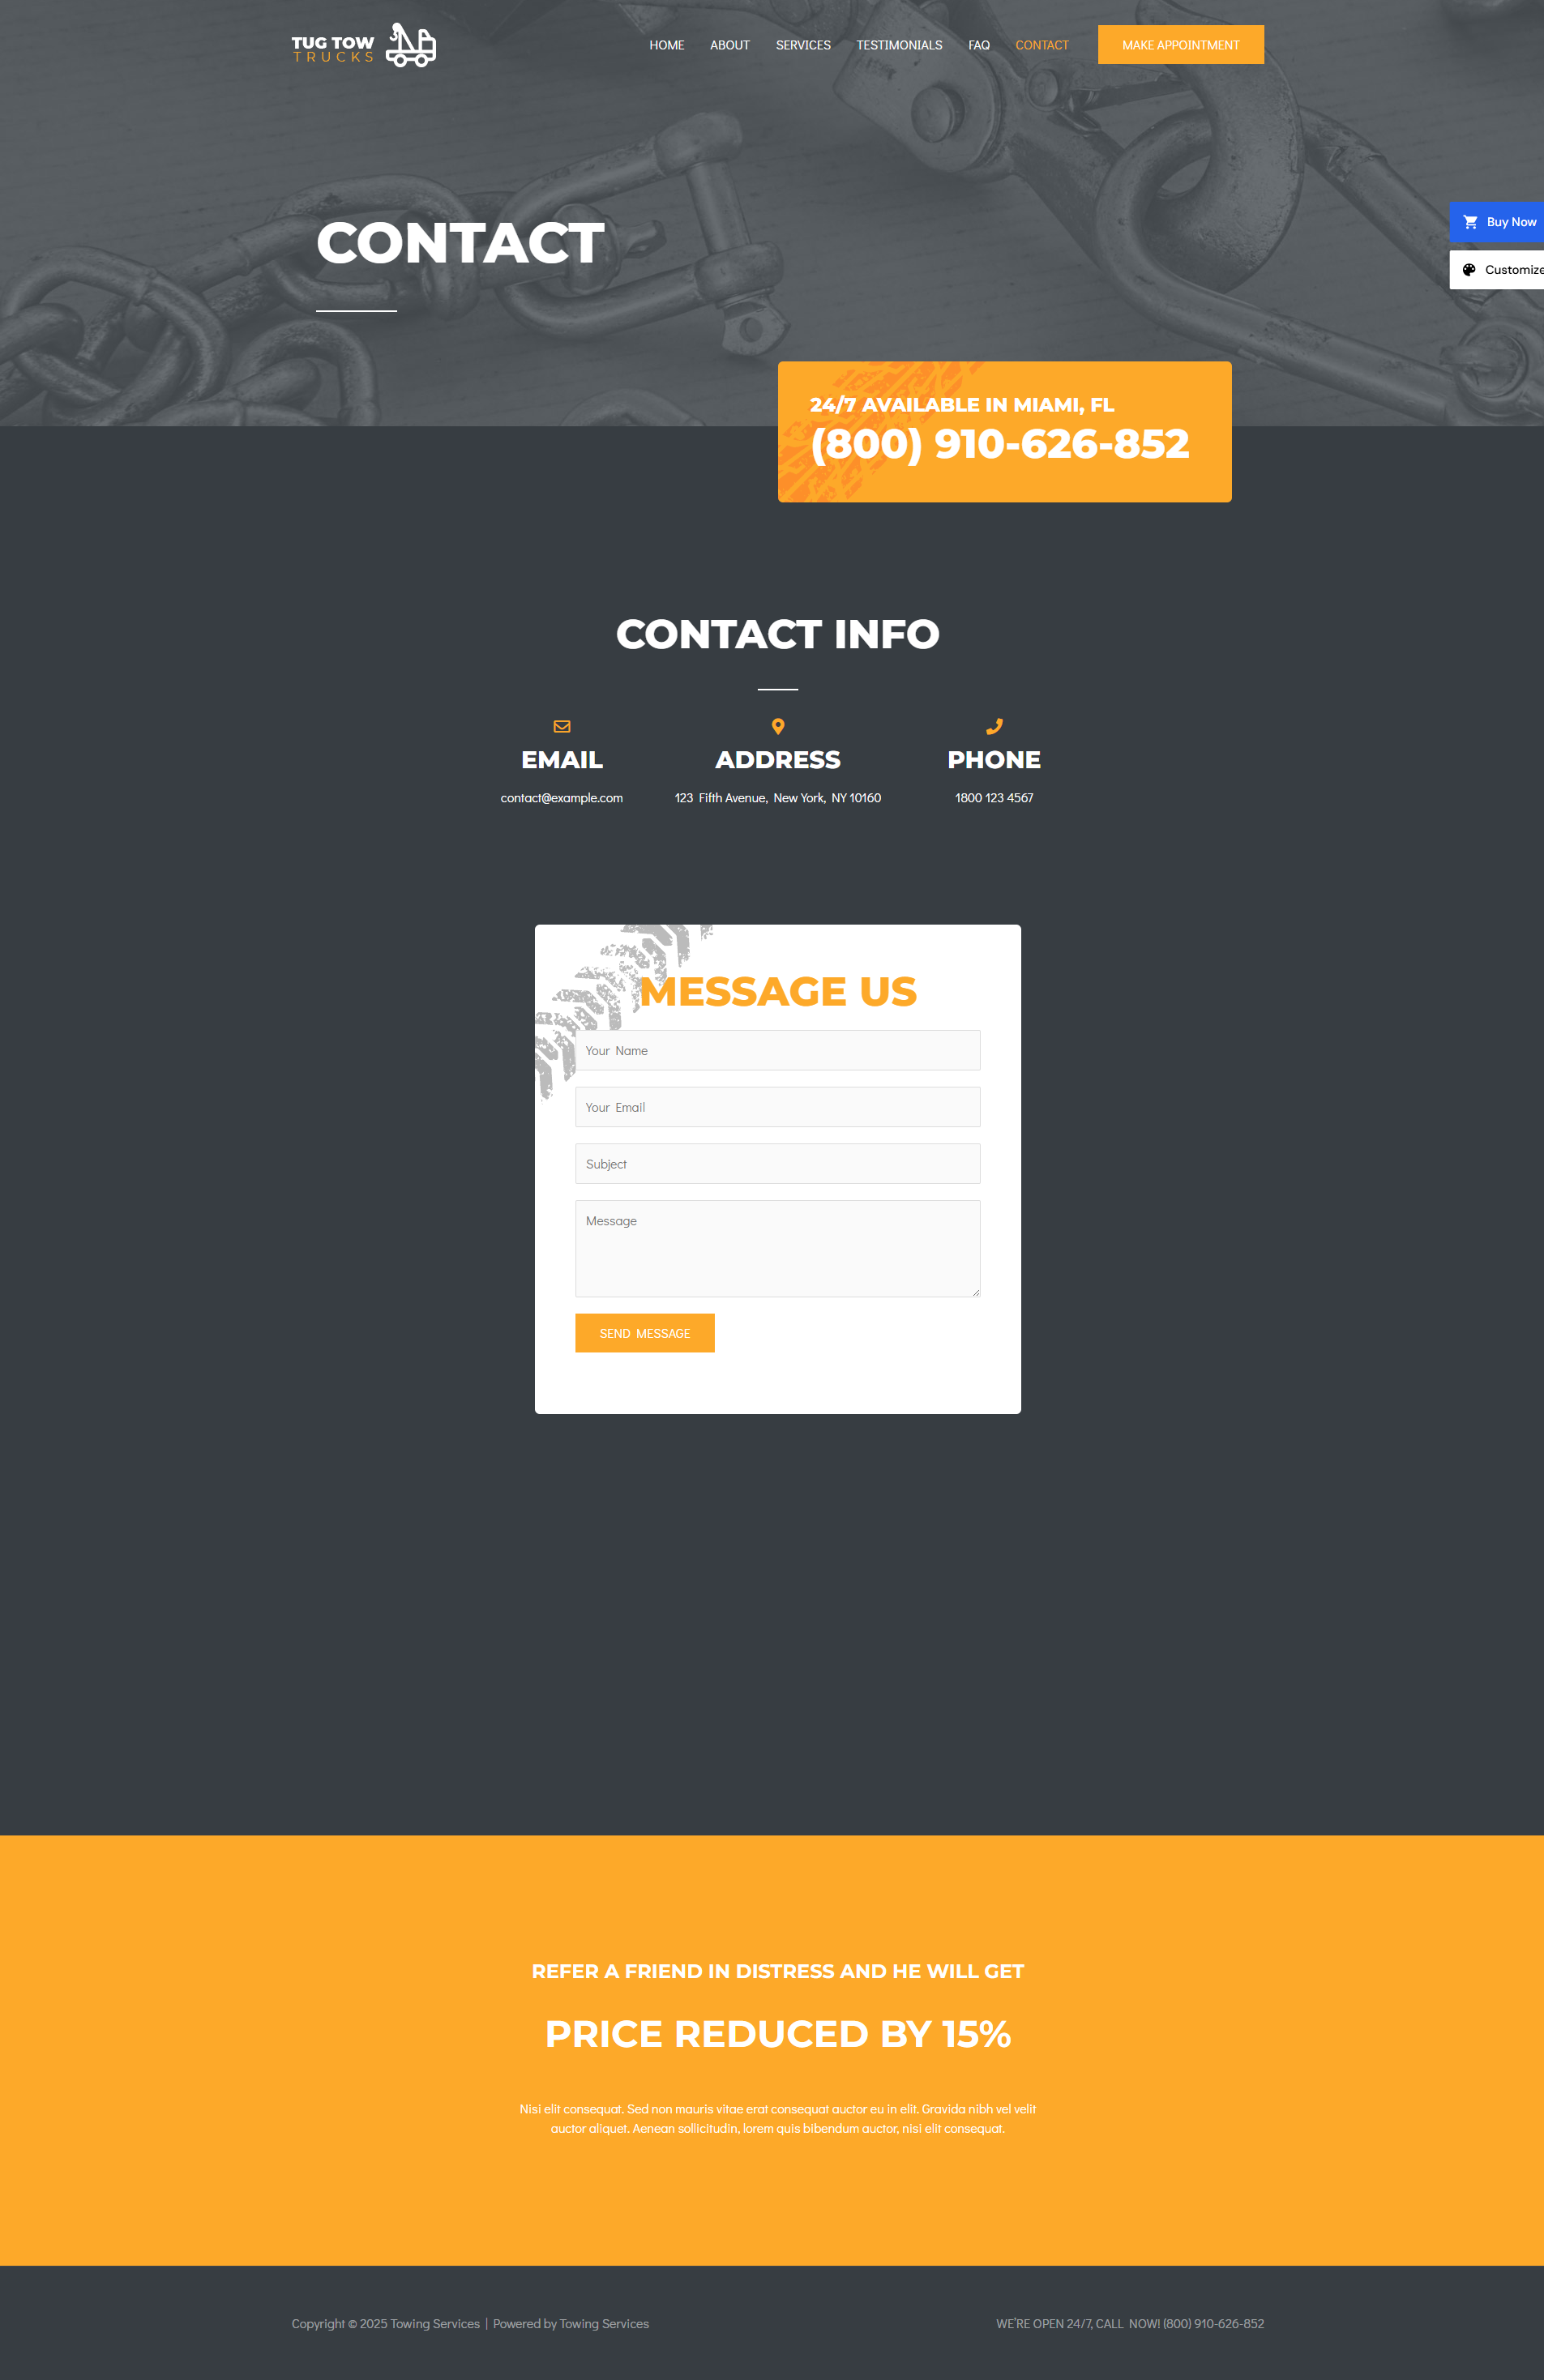 TUG TOW
TRUCKS
HOME ABOUT SERVICES TESTIMONIALS FAQ CONTACT MAKE APPOINTMENT
CONTACT
Buy Now
Customize
24/7 AVAILABLE IN MIAMI, FL
(800) 910-626-852
CONTACT INFO
EMAIL
contact@example.com
ADDRESS
123 Fifth Avenue, New York, NY 10160
PHONE
1800 123 4567
MESSAGE US
Your Name
Your Email
Subject
Message
SEND MESSAGE
REFER A FRIEND IN DISTRESS AND HE WILL GET
PRICE REDUCED BY 15%
Nisi elit consequat. Sed non mauris vitae erat consequat auctor eu in elit. Gravida nibh vel velit
auctor aliquet. Aenean sollicitudin, lorem quis bibendum auctor, nisi elit consequat.
Copyright © 2025 Towing Services | Powered by Towing Services
WE'RE OPEN 24/7, CALL NOW! (800) 910-626-852